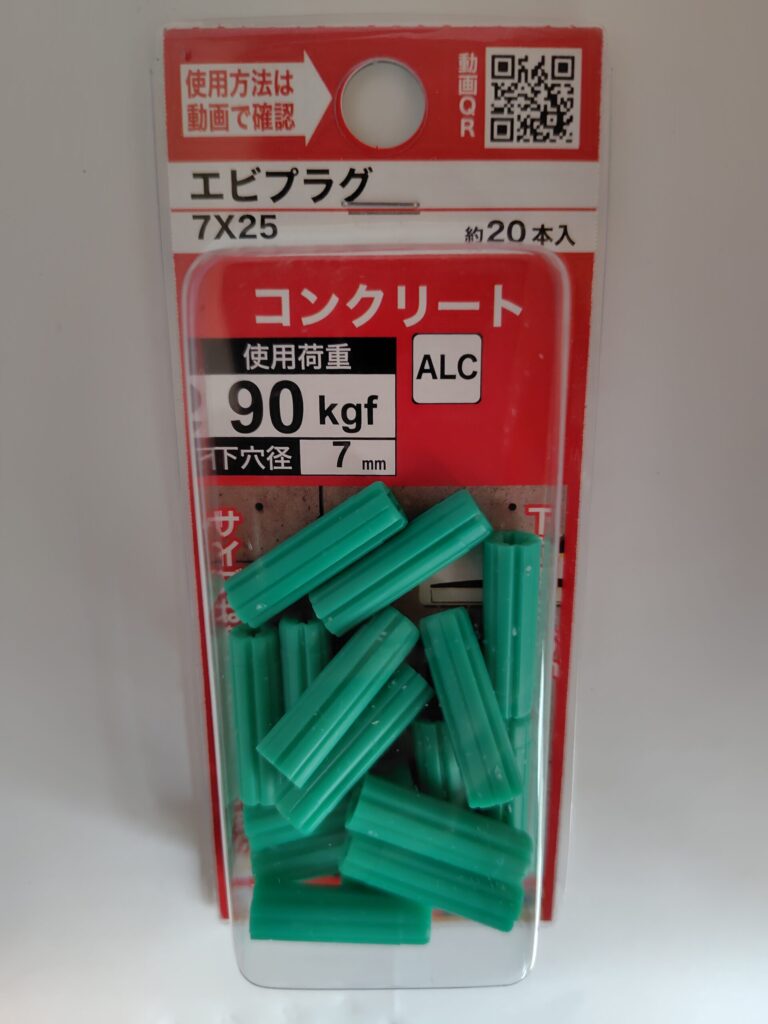 使用方法は
動画で確認
動画QR
エビプラグ
7X25
約20本入
コンクリート
使用荷重
90 kgf
ALC
下穴径
7 mm